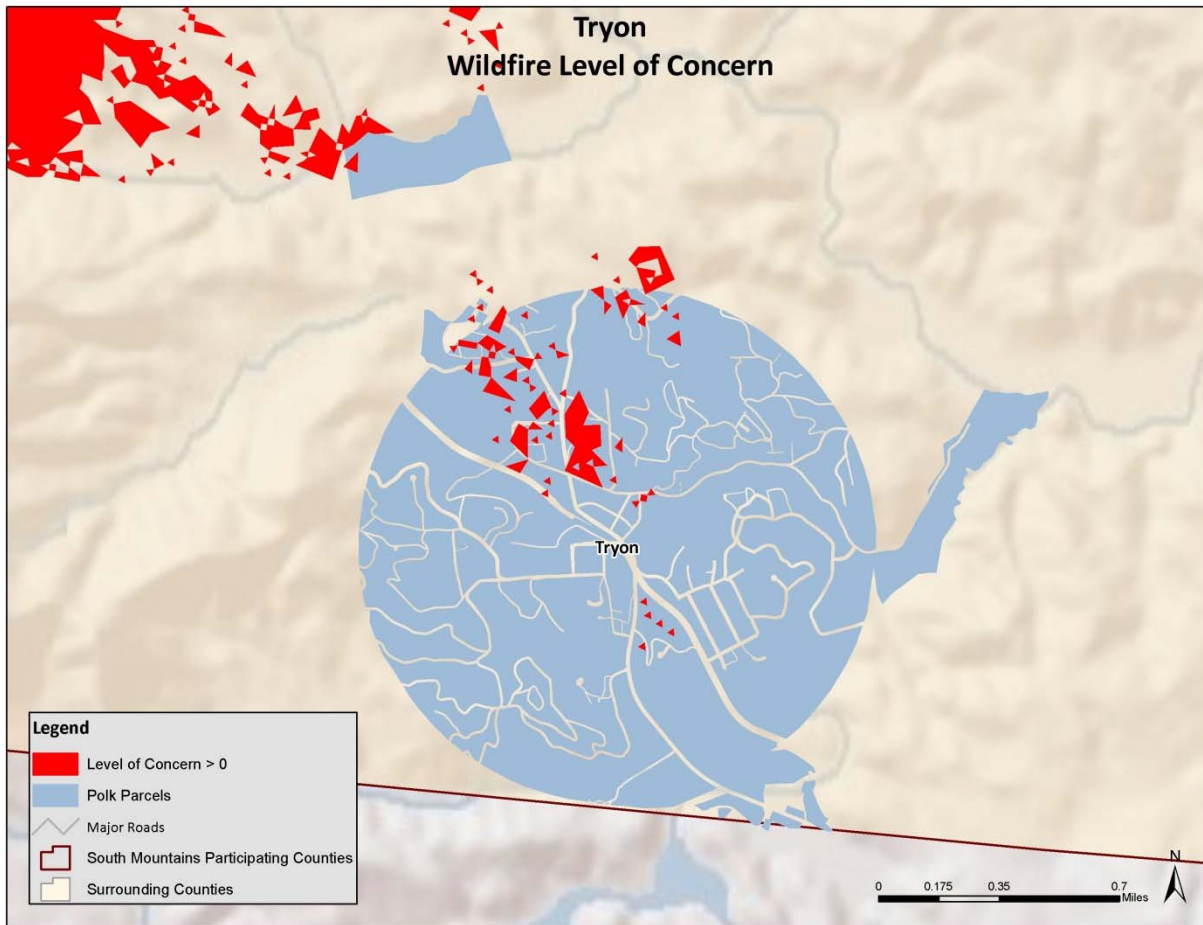 Tryon
Wildfire Level of Concern
Tryon
Legend
Level of Concern > 0
Polk Parcels
Major Roads
South Mountains Participating Counties
Surrounding Counties
N
0 0.175 0.35 0.7
Miles